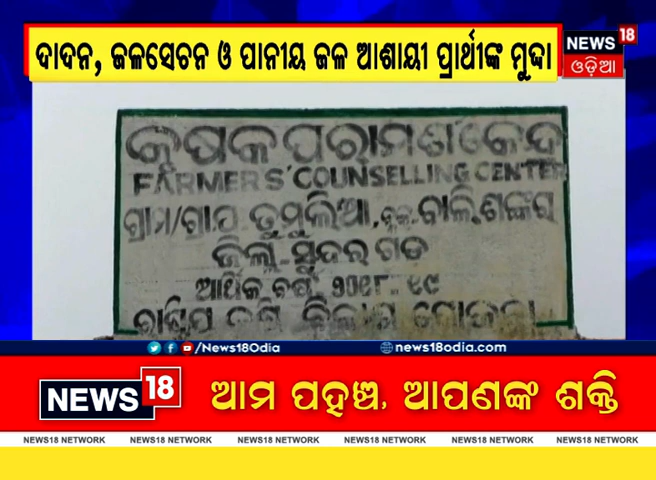 ଦାଦନ, ଜଳସେଚନ ଓ ପାନୀୟ ଜଳ ଆଶାୟୀ ପ୍ରାର୍ଥୀଙ୍କ ମୁଦ୍ଦା
NEWS 18
ଓଡ଼ିଆ
କୃଷକ ପରାମର୍ଶ କେନ୍ଦ୍ର
FARMERS' COUNSELLING CENTER
ଗ୍ରାମ/ଗ୍ରା.ପ- ତୁମୁଲିଆ, ବ୍ଲକ- ବାଲିଶଙ୍କରା
ଜିଲ୍ଲା- ସୁନ୍ଦରଗଡ
ଆର୍ଥିକ ବର୍ଷ
/News18Odia news18odia.com
NEWS 18 ଆମ ପହଞ୍ଚ, ଆପଣଙ୍କ ଶକ୍ତି
NEWS18 NETWORK NEWS18 NETWORK NEWS18 NETWORK NEWS18 NETWORK NEWS18 NETWORK NEWS18 NETWORK